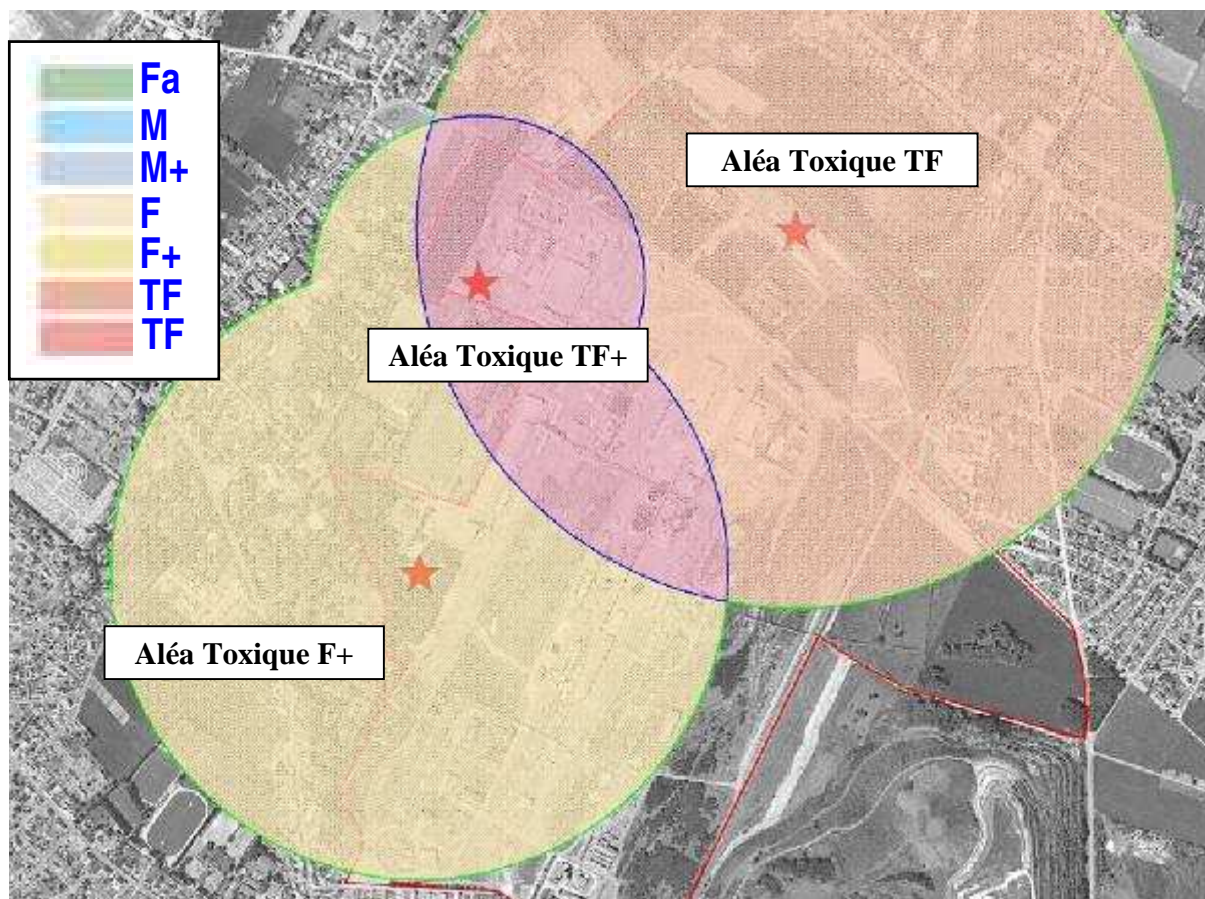 Fa
M
M+
F
F+
TF
TF
Aléa Toxique TF
Aléa Toxique TF+
Aléa Toxique F+